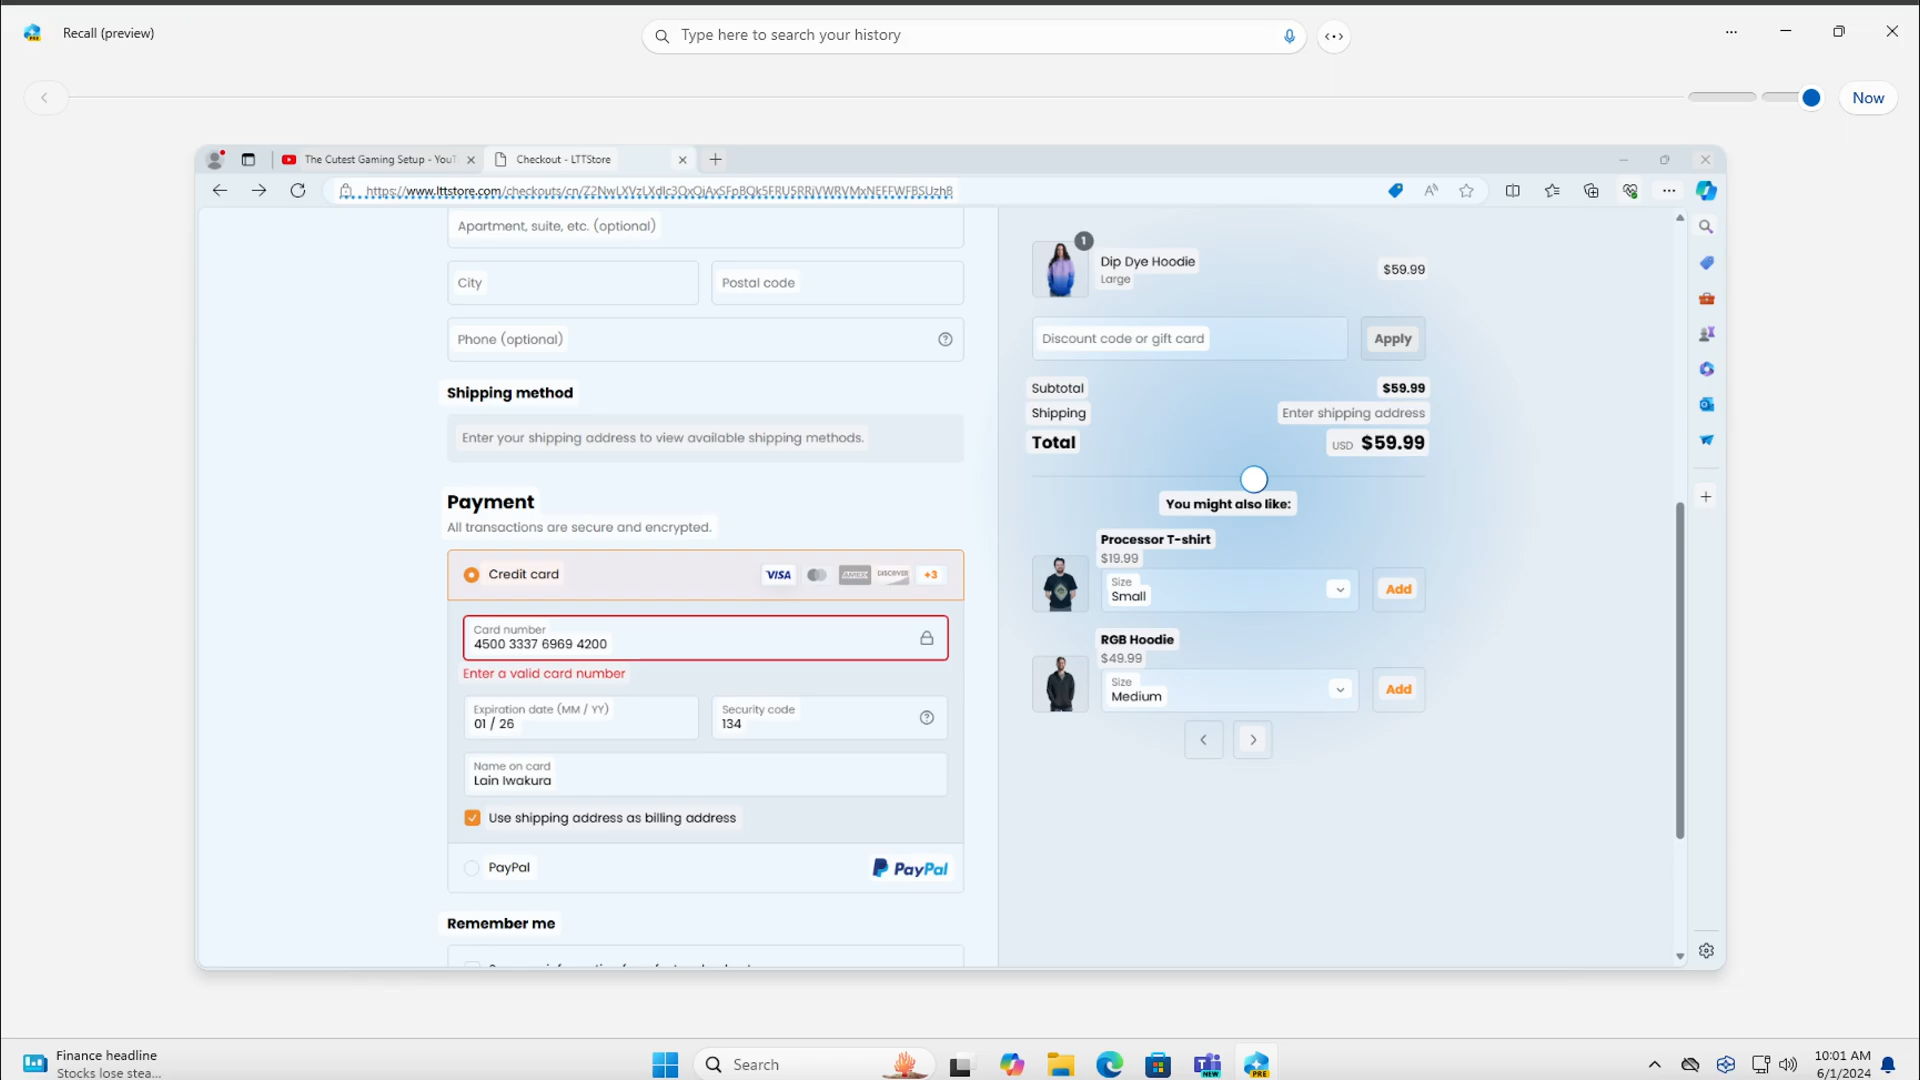 Recall (preview)
Type here to search your history
Now
The Cutest Gaming Setup - YouT
Checkout - LTTStore
Apartment, suite, etc. (optional)
City
Postal code
Phone (optional)
Shipping method
Enter your shipping address to view available shipping methods.
Payment
All transactions are secure and encrypted.
Credit card
VISA
AMEX
DISCOVER
+3
Card number
4500 3337 6969 4200
Enter a valid card number
Expiration date (MM / YY)
01 / 26
Security code
134
Name on card
Lain Iwakura
Use shipping address as billing address
PayPal
PayPal
Remember me
1
Dip Dye Hoodie
Large
$59.99
Discount code or gift card
Apply
Subtotal
$59.99
Shipping
Enter shipping address
Total
USD $59.99
You might also like:
Processor T-shirt
$19.99
Size
Small
Add
RGB Hoodie
$49.99
Size
Medium
Add
Finance headline
Stocks lose stea...
Search
NEW
PRE
10:01 AM
6/1/2024